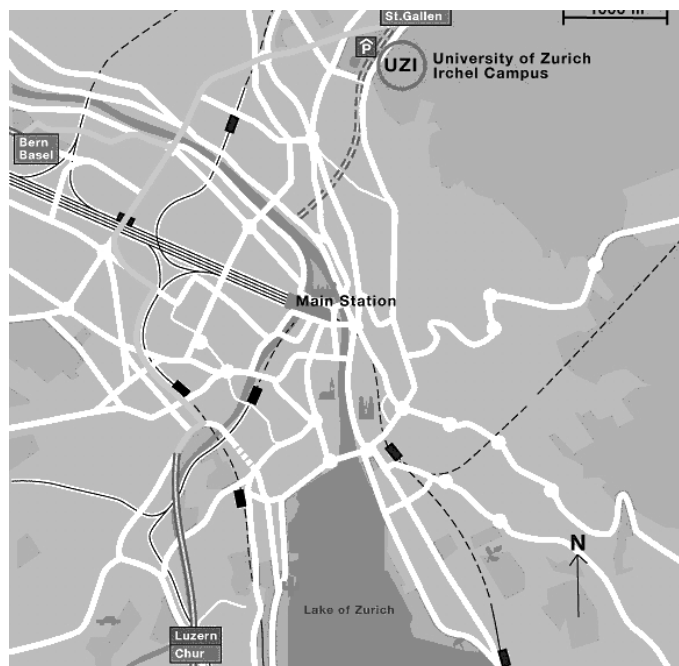 St.Gallen
1000 m
P
UZI
University of Zurich
Irchel Campus
Bern
Basel
Main Station
N
Lake of Zurich
Luzern
Chur